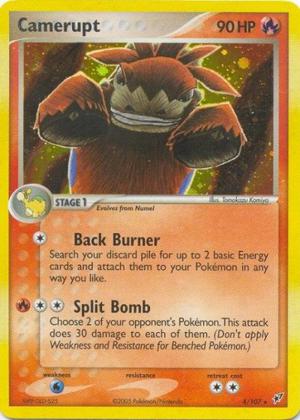 Camerupt 90 HP
Illus. Tomokazu Komiya
STAGE 1 Evolves from Numel
Back Burner
Search your discard pile for up to 2 basic Energy
cards and attach them to your Pokémon in any
way you like.
Split Bomb
Choose 2 of your opponent's Pokémon. This attack
does 30 damage to each of them. (Don't apply
Weakness and Resistance for Benched Pokémon.)
weakness resistance retreat cost
©2005 Pokémon/Nintendo 4/107 ★